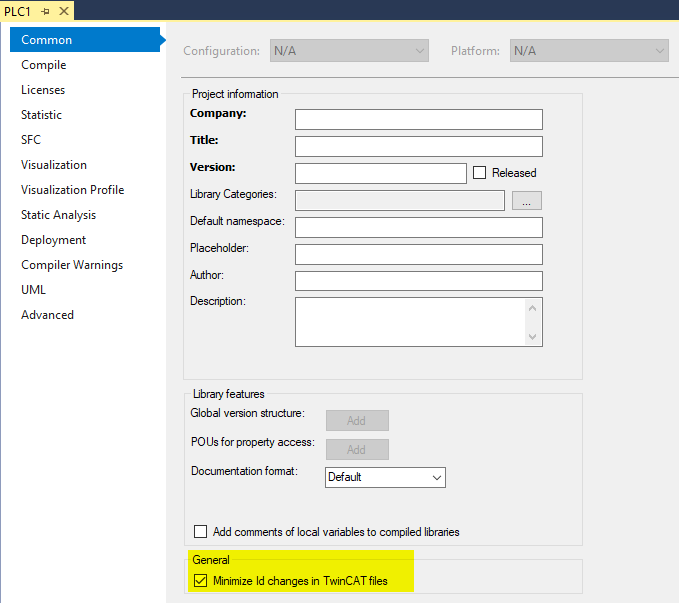 PLC1
Common
Compile
Licenses
Statistic
SFC
Visualization
Visualization Profile
Static Analysis
Deployment
Compiler Warnings
UML
Advanced
Configuration: N/A Platform: N/A
Project information
Company:
Title:
Version: Released
Library Categories: ...
Default namespace:
Placeholder:
Author:
Description:
Library features
Global version structure: Add
POUs for property access: Add
Documentation format: Default
Add comments of local variables to compiled libraries
General
Minimize Id changes in TwinCAT files